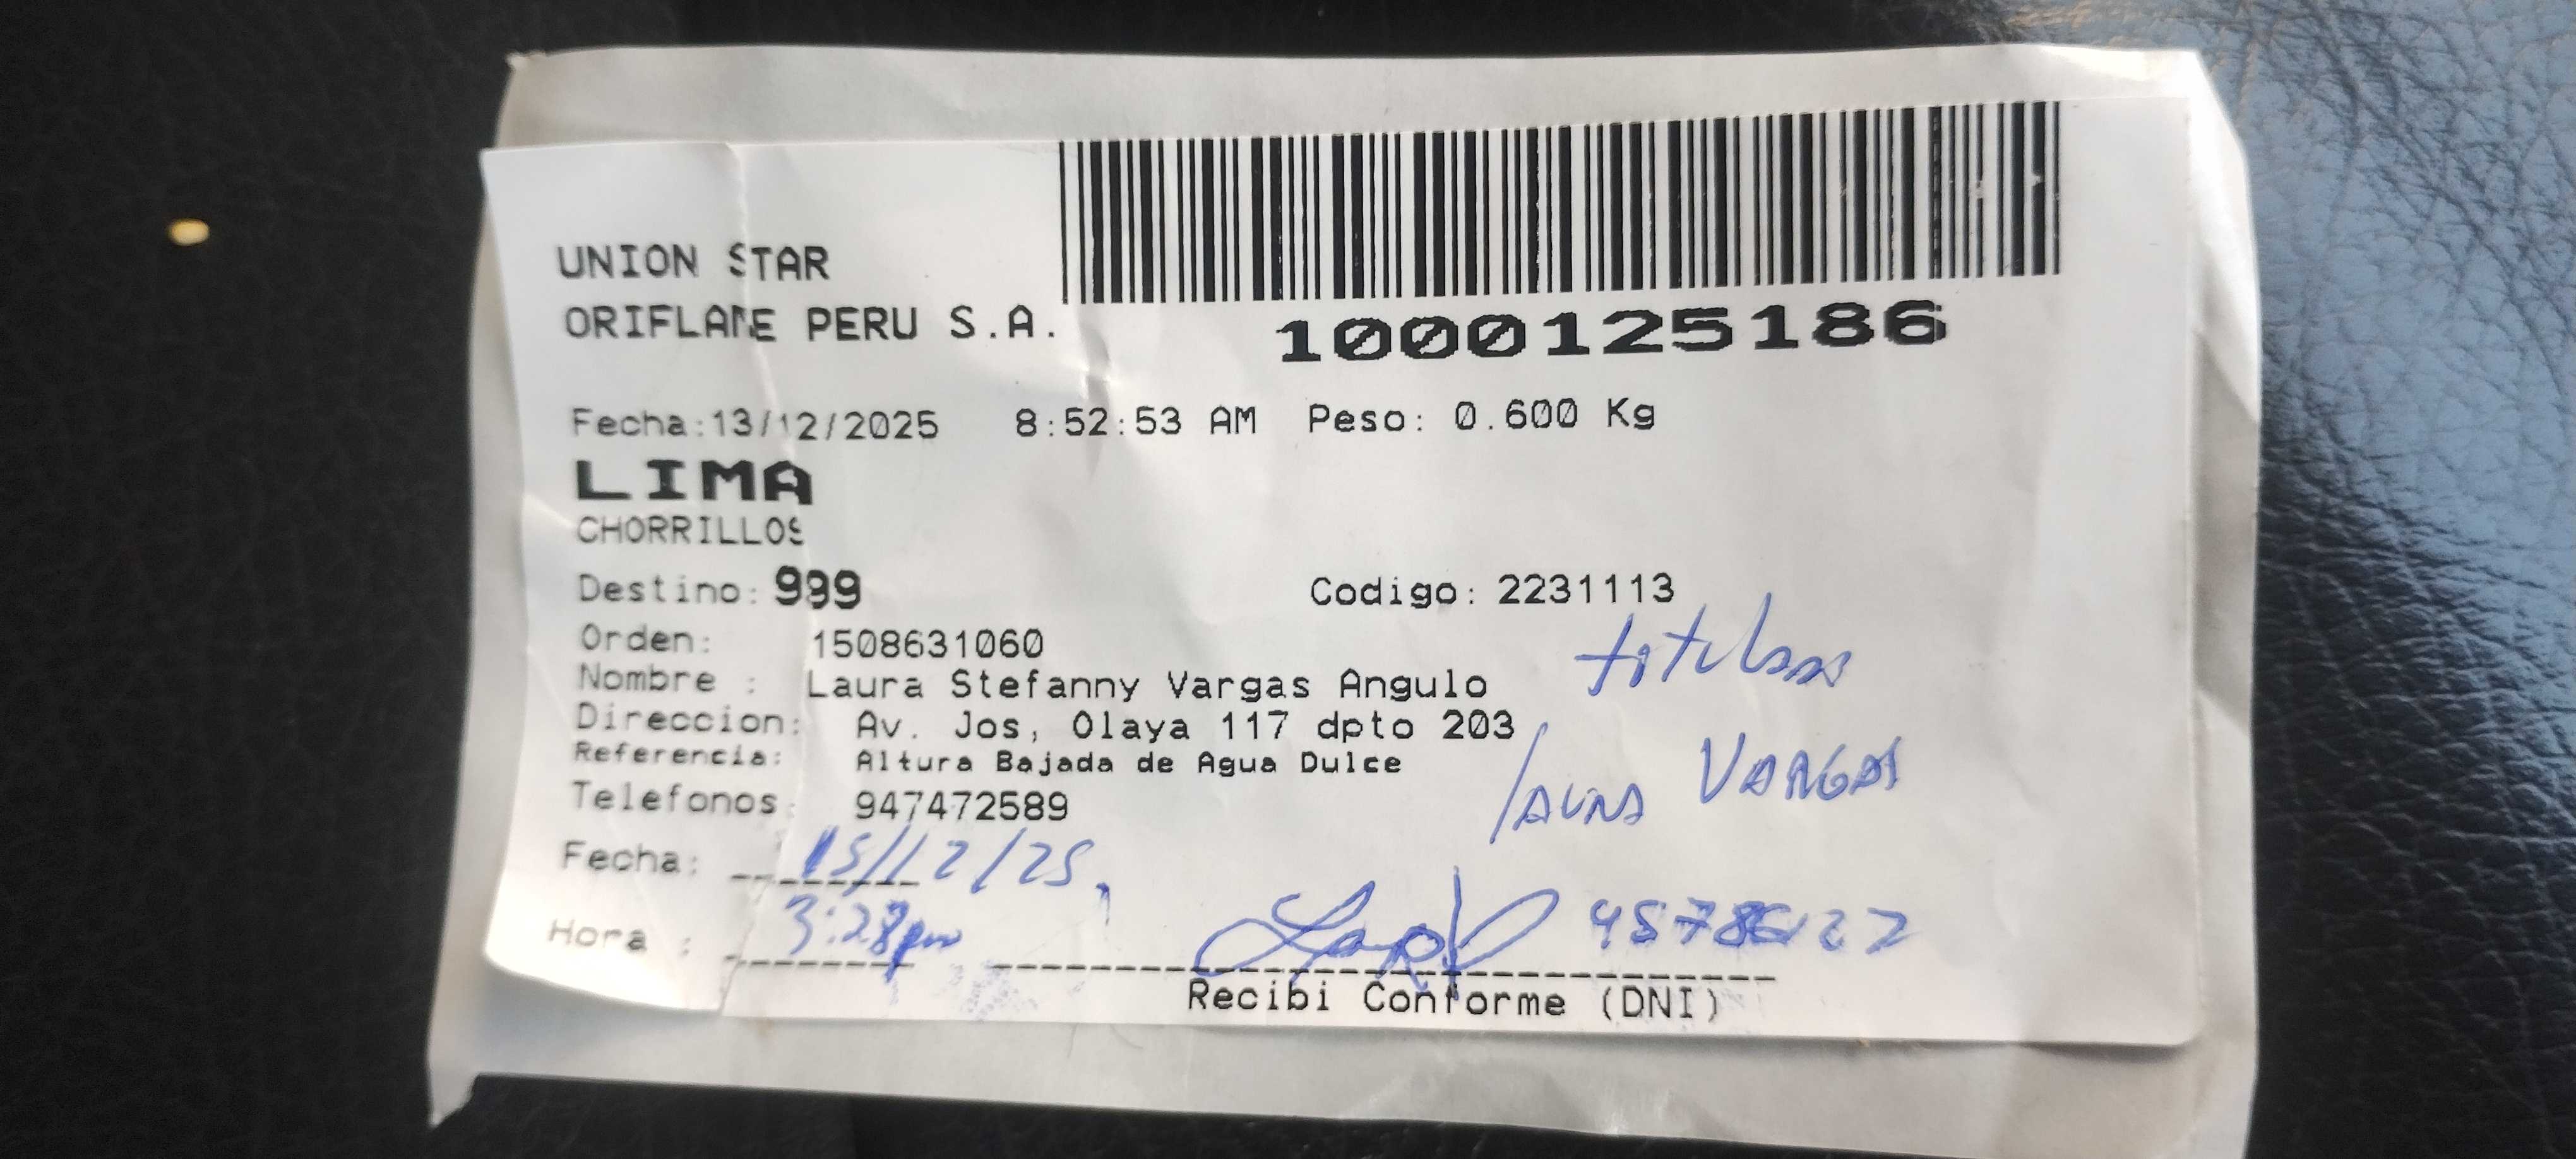 UNION STAR
ORIFLAME PERU S.A.
1000125186
Fecha:13/12/2025 8:52:53 AM Peso: 0.600 Kg
LIMA
CHORRILLOS
Destino: 999 Codigo: 2231113
Orden: 1508631060
Nombre : Laura Stefanny Vargas Angulo
Direccion: Av. Jos, Olaya 117 dpto 203
Referencia: Altura Bajada de Agua Dulce
Telefonos: 947472589
titular
laura VARGAS
Fecha: 15/12/25
Hora : 3:28pm
Recibi Conforme (DNI)